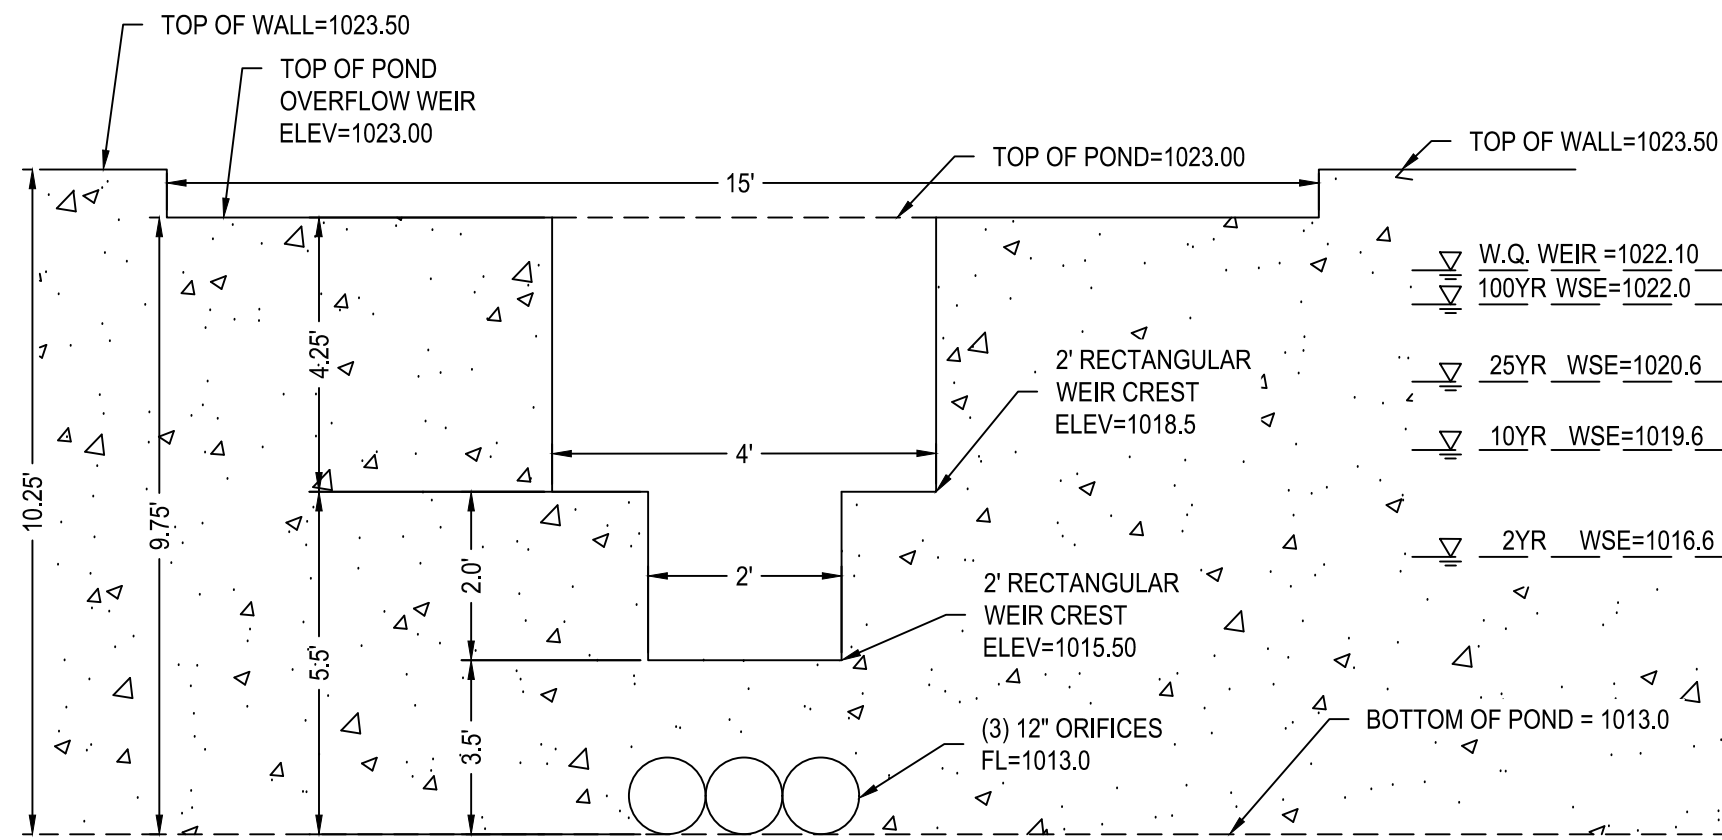 TOP OF WALL=1023.50
TOP OF POND
OVERFLOW WEIR
ELEV=1023.00
TOP OF POND=1023.00
TOP OF WALL=1023.50
15'
W.Q. WEIR =1022.10
100YR WSE=1022.0
25YR WSE=1020.6
10YR WSE=1019.6
2YR WSE=1016.6
4.25'
2' RECTANGULAR
WEIR CREST
ELEV=1018.5
4'
10.25'
9.75'
5.5'
2.0'
2'
2' RECTANGULAR
WEIR CREST
ELEV=1015.50
3.5'
(3) 12" ORIFICES
FL=1013.0
BOTTOM OF POND = 1013.0